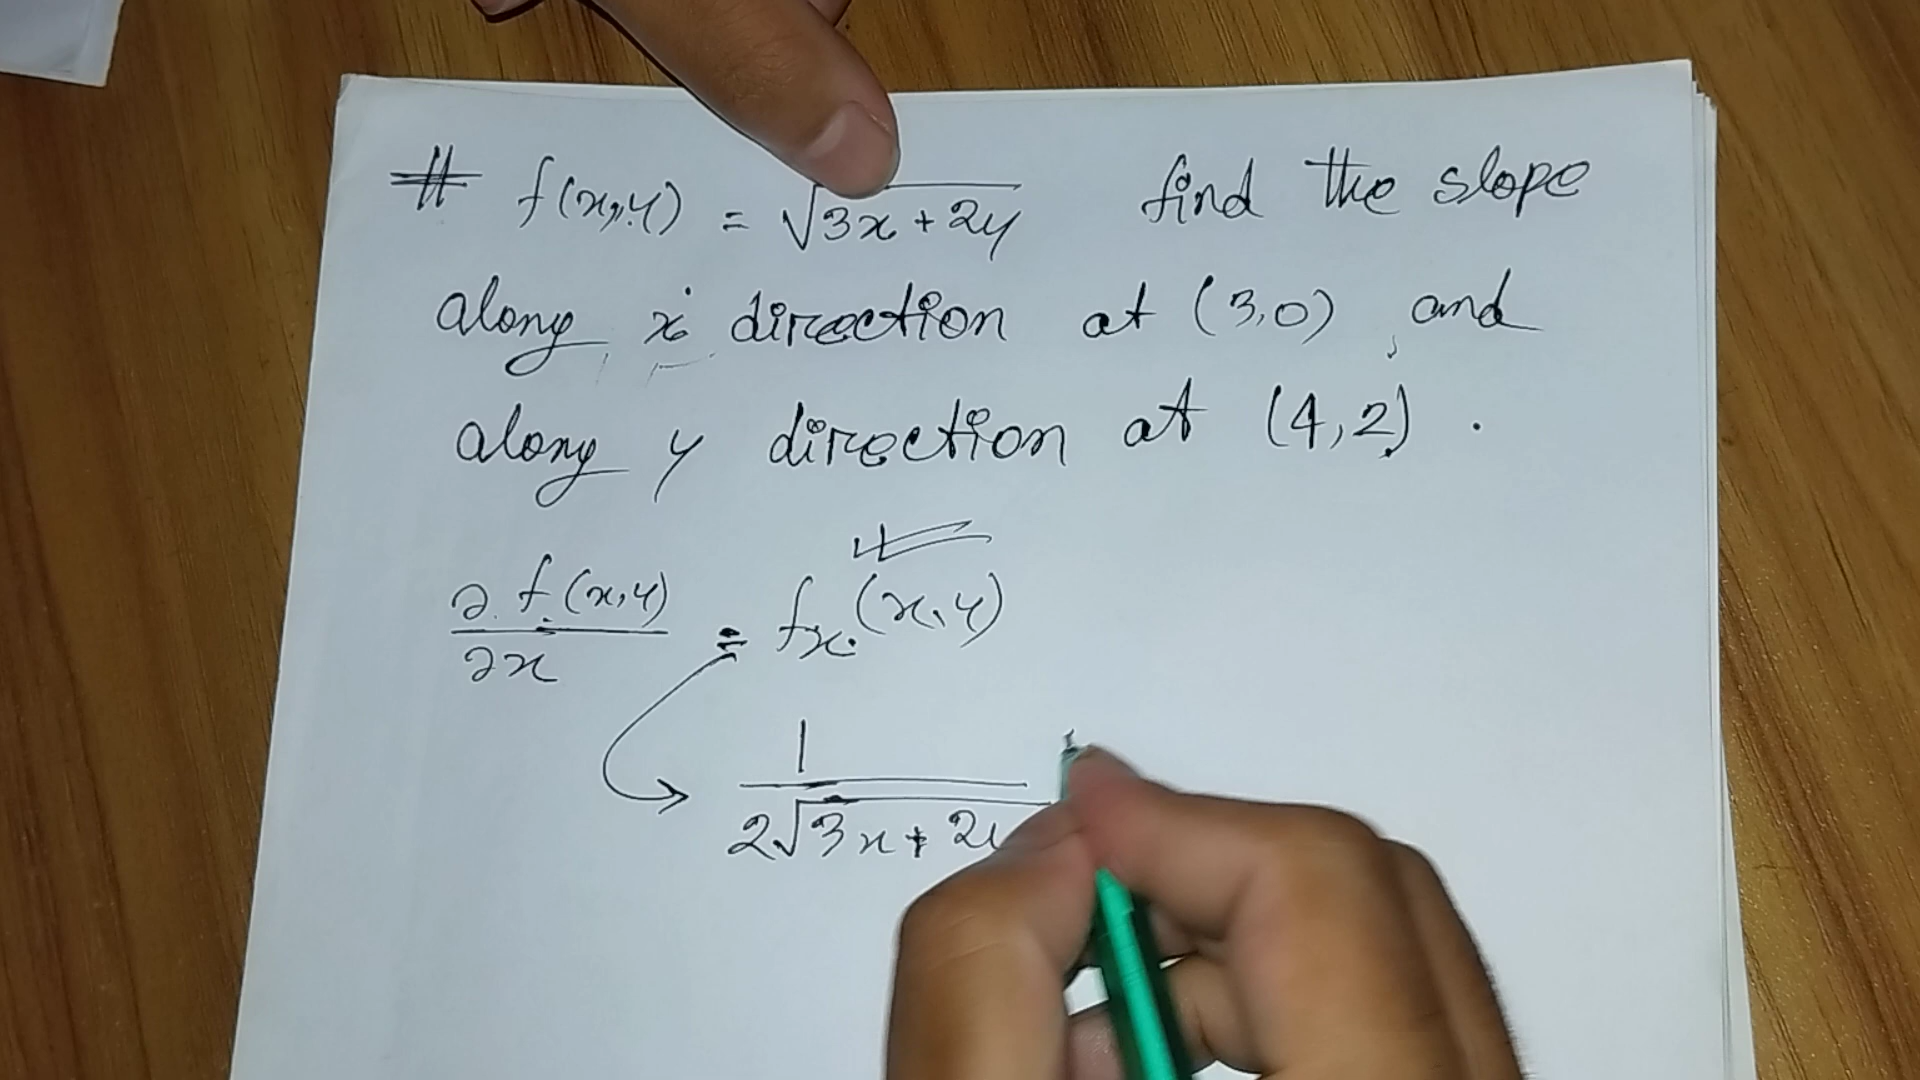 # f(x,y) = √3x+2y find the slope
along x direction at (3,0) and
along y direction at (4,2) .
∂ f(x,y)/∂x = fx (x,y)
1/2√3x+2y